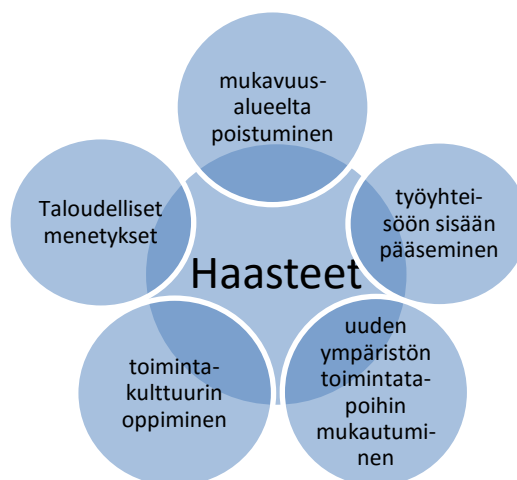 mukavuus-
alueelta
poistuminen
Taloudelliset
menetykset
työyhtei-
söön sisään
pääseminen
Haasteet
toiminta-
kulttuurin
oppiminen
uuden
ympäristön
toimintata-
poihin
mukautumi-
nen